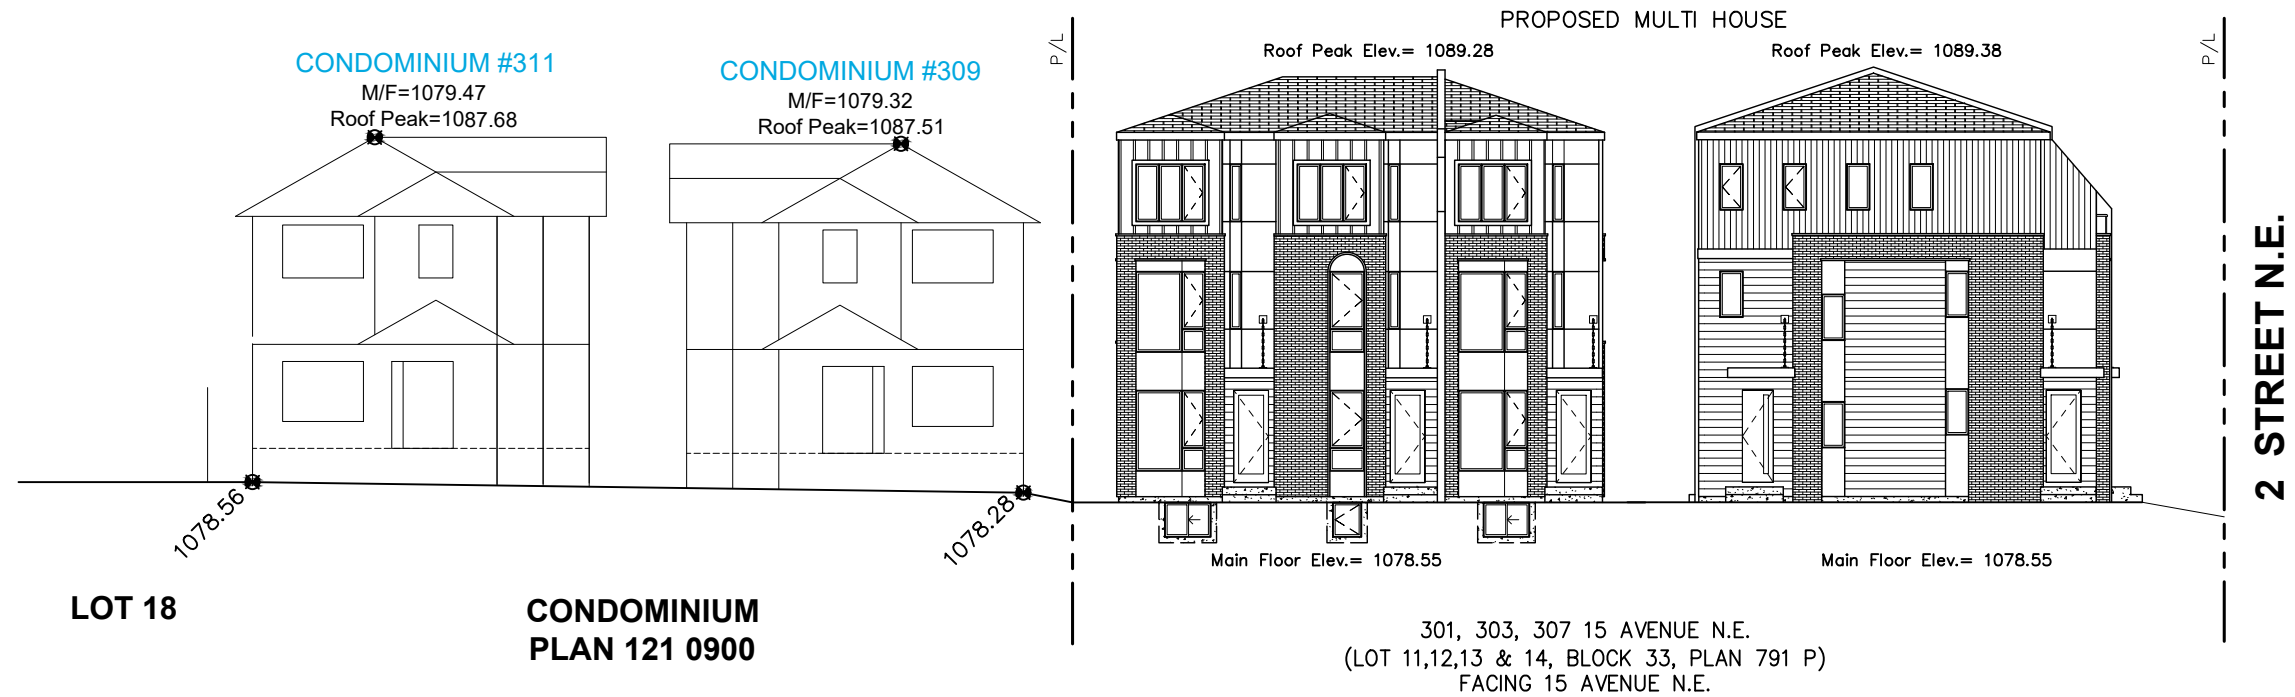 PROPOSED MULTI HOUSE
CONDOMINIUM #311
M/F=1079.47
Roof Peak=1087.68
CONDOMINIUM #309
M/F=1079.32
Roof Peak=1087.51
P/L
Roof Peak Elev.= 1089.28
Roof Peak Elev.= 1089.38
P/L
2 STREET N.E.
1078.56
1078.28
Main Floor Elev.= 1078.55
Main Floor Elev.= 1078.55
LOT 18
CONDOMINIUM
PLAN 121 0900
301, 303, 307 15 AVENUE N.E.
(LOT 11,12,13 & 14, BLOCK 33, PLAN 791 P)
FACING 15 AVENUE N.E.